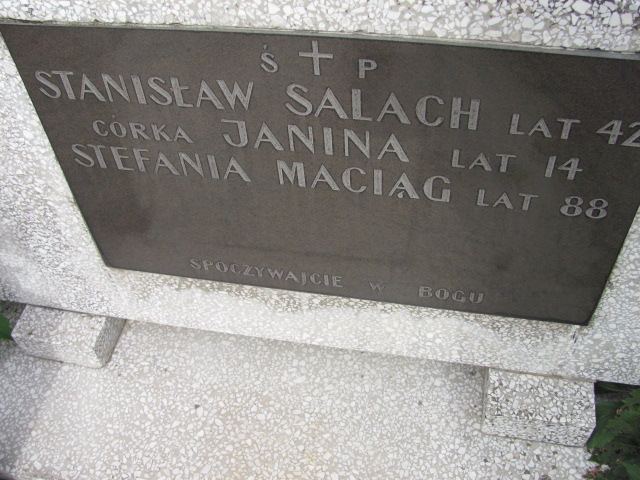 Ś + P
STANISŁAW SALACH LAT 42
CÓRKA JANINA LAT 14
STEFANIA MACIĄG LAT 88
SPOCZYWAJCIE W BOGU